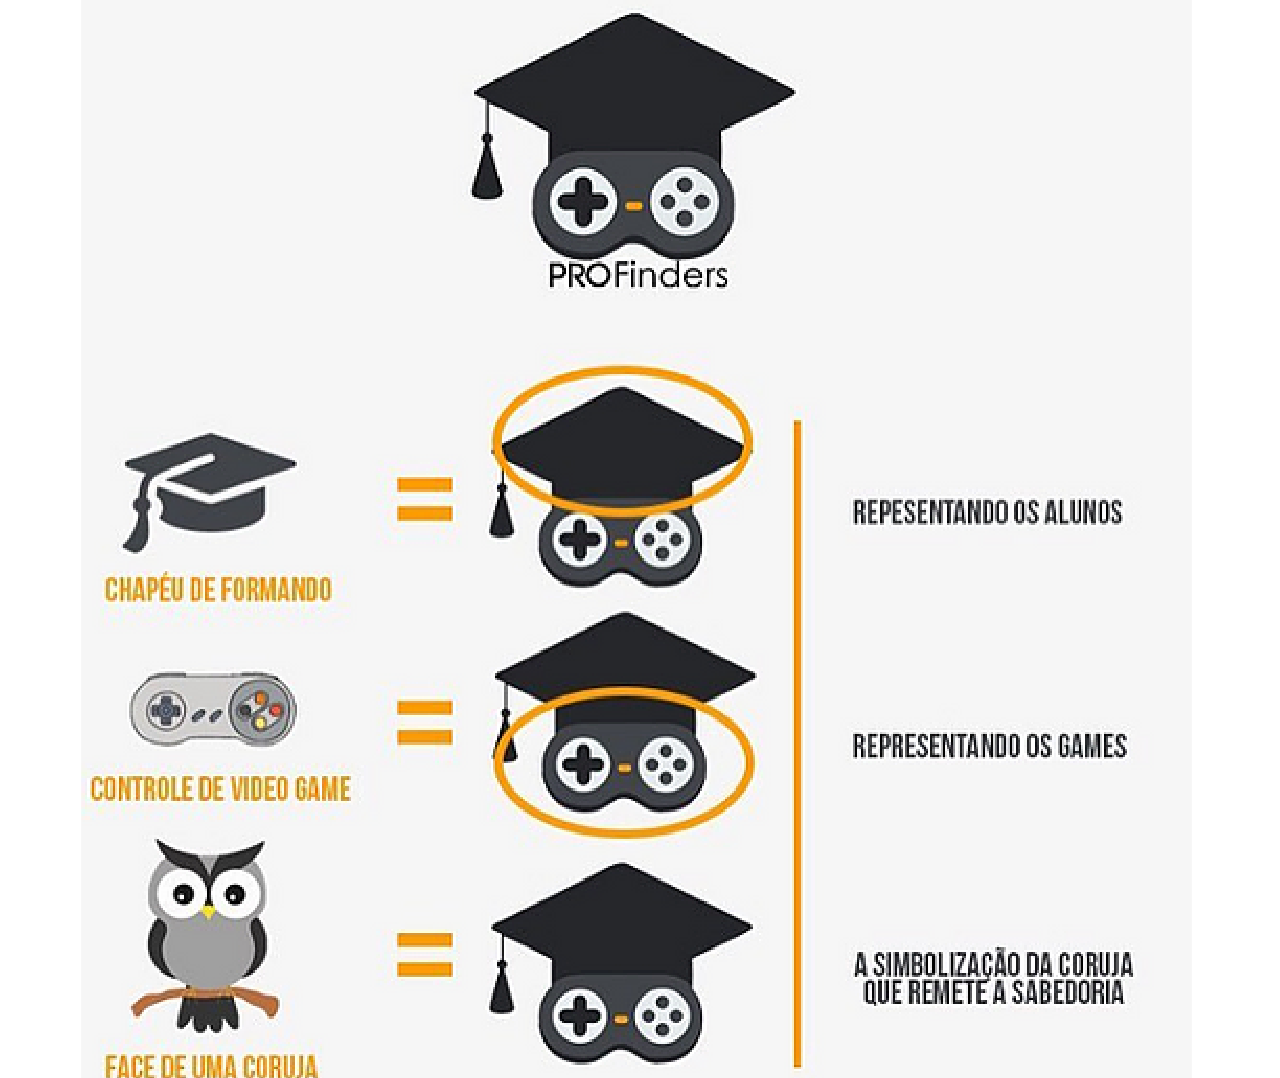 PROFinders
CHAPÉU DE FORMANDO
REPESENTANDO OS ALUNOS
CONTROLE DE VIDEO GAME
REPRESENTANDO OS GAMES
FACE DE UMA CORUJA
A SIMBOLIZAÇÃO DA CORUJA
QUE REMETE A SABEDORIA